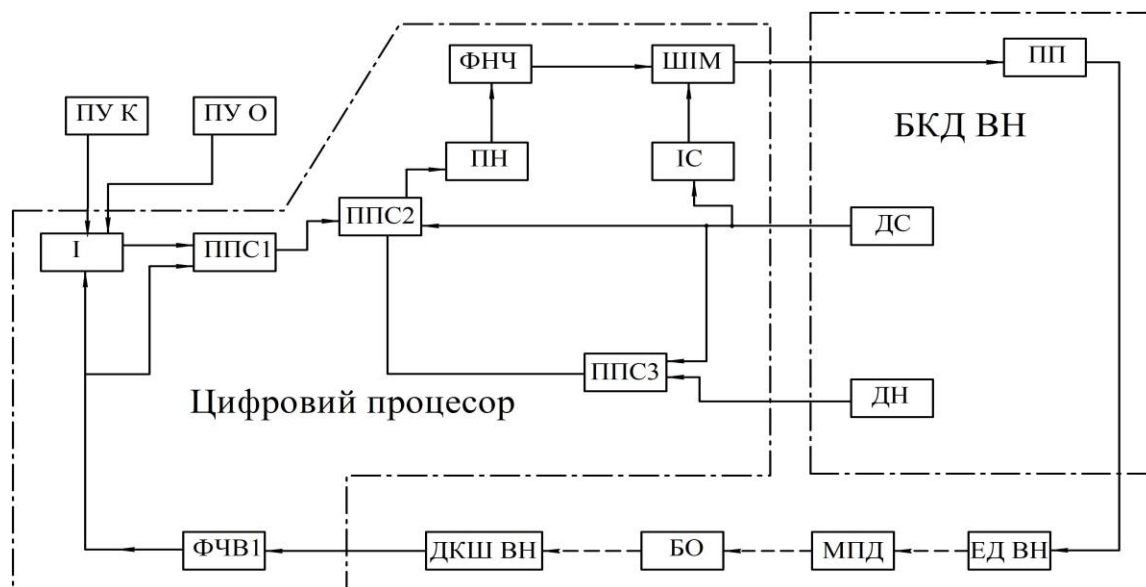 ФНЧ
ШІМ
ПП
ПУ К
ПУ О
БКД ВН
ПН
ІС
ППС2
ДС
І
ППС1
ППС3
ДН
Цифровий процесор
ФЧВ1
ДКШ ВН
БО
МПД
ЕД ВН